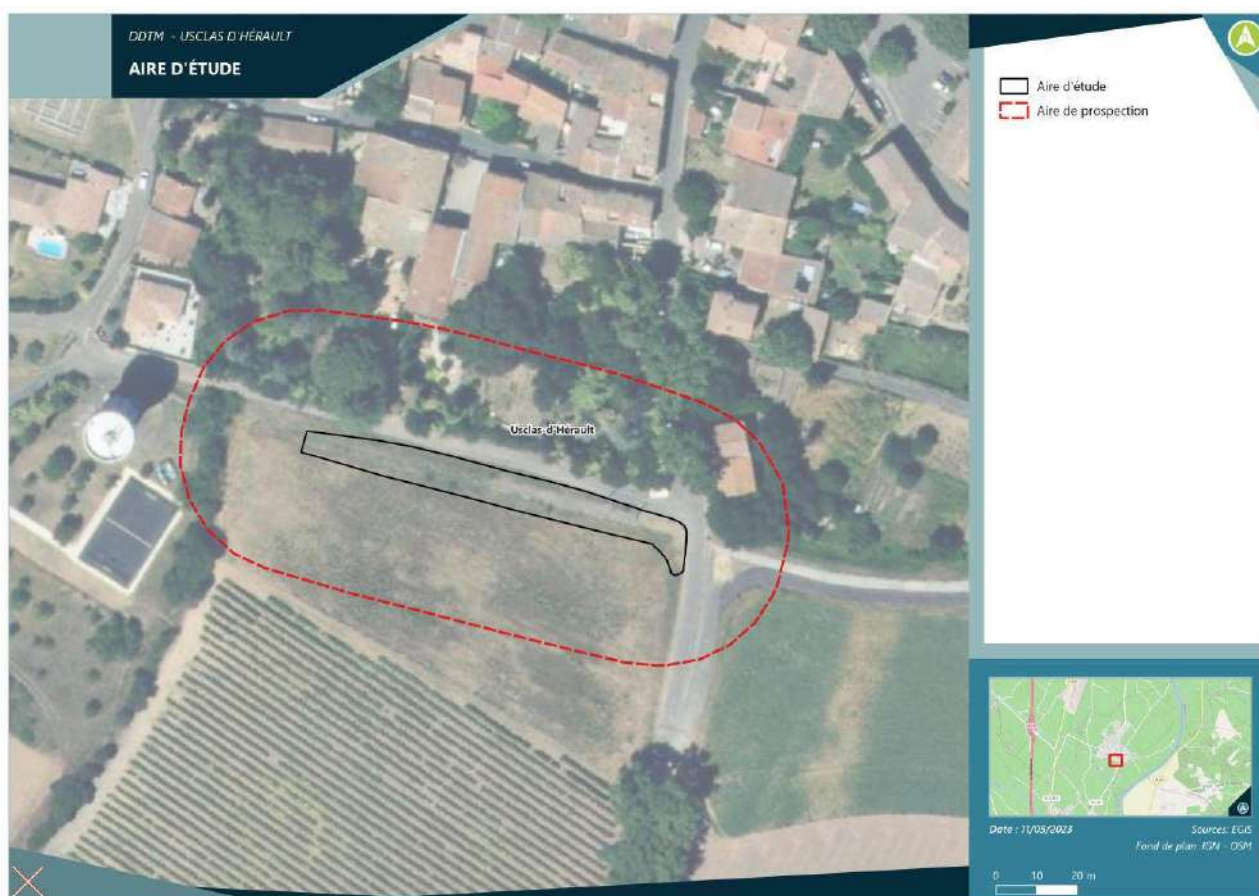 DDTM - USCLAS D'HÉRAULT
AIRE D'ÉTUDE
Aire d'étude
Aire de prospection
Usclas-d'Hérault
Date : 11/05/2023
Sources: EGIS
Fond de plan: IGN - OSM
0 10 20 m